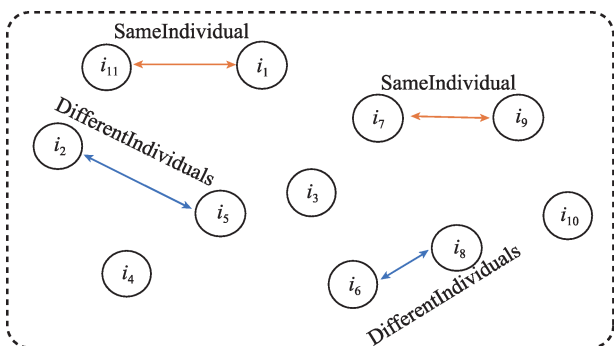 SameIndividual
i₁₁
i₁
SameIndividual
i₇
i₉
DifferentIndividuals
i₂
i₅
i₃
i₁₀
i₄
i₆
i₈
DifferentIndividuals